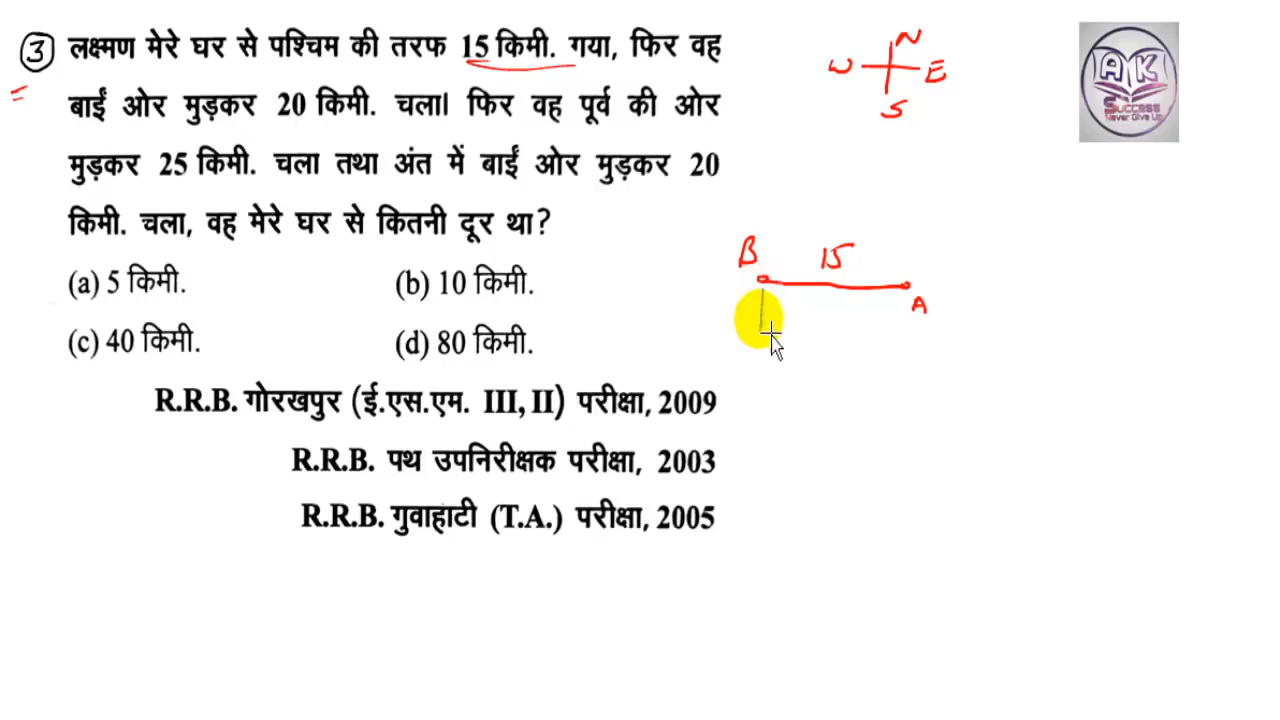 ③ लक्ष्मण मेरे घर से पश्चिम की तरफ 15 किमी. गया, फिर वह
बाईं ओर मुड़कर 20 किमी. चला। फिर वह पूर्व की ओर
मुड़कर 25 किमी. चला तथा अंत में बाईं ओर मुड़कर 20
किमी. चला, वह मेरे घर से कितनी दूर था?
(a) 5 किमी. (b) 10 किमी.
(c) 40 किमी. (d) 80 किमी.
R.R.B. गोरखपुर (ई.एस.एम. III, II) परीक्षा, 2009
R.R.B. पथ उपनिरीक्षक परीक्षा, 2003
R.R.B. गुवाहाटी (T.A.) परीक्षा, 2005
N
W E
S
B 15
A
AK
SUCCESS
Never Give Up